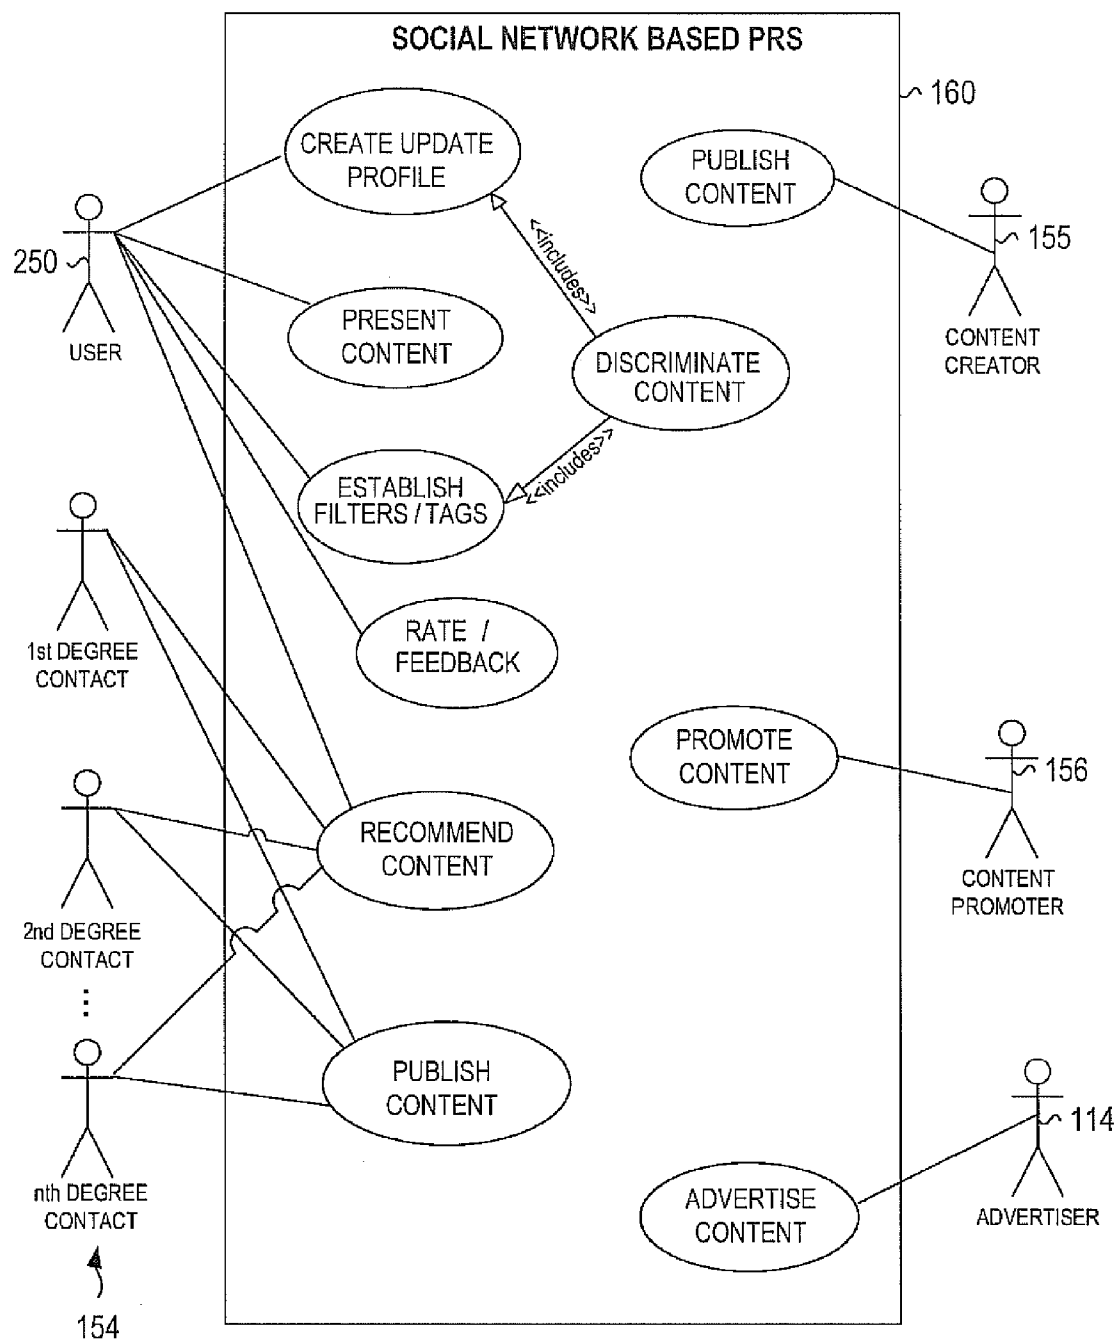 SOCIAL NETWORK BASED PRS
160
CREATE UPDATE
PROFILE
PUBLISH
CONTENT
250
USER
155
CONTENT
CREATOR
<<includes>>
PRESENT
CONTENT
DISCRIMINATE
CONTENT
<<includes>>
ESTABLISH
FILTERS / TAGS
1st DEGREE
CONTACT
RATE /
FEEDBACK
PROMOTE
CONTENT
156
CONTENT
PROMOTER
RECOMMEND
CONTENT
2nd DEGREE
CONTACT
PUBLISH
CONTENT
nth DEGREE
CONTACT
154
114
ADVERTISER
ADVERTISE
CONTENT